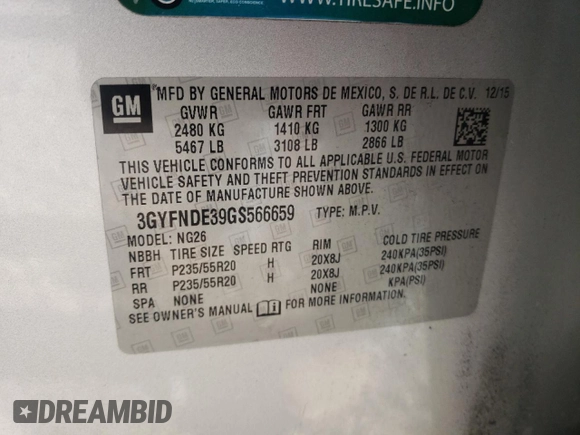 WWW.TIRESAFE.INFO
GM
MFD BY GENERAL MOTORS DE MEXICO, S. DE R.L. DE C.V. 12/15
GVWR GAWR FRT GAWR RR
2480 KG 1410 KG 1300 KG
5467 LB 3108 LB 2866 LB
THIS VEHICLE CONFORMS TO ALL APPLICABLE U.S. FEDERAL MOTOR
VEHICLE SAFETY AND THEFT PREVENTION STANDARDS IN EFFECT ON
THE DATE OF MANUFACTURE SHOWN ABOVE.
3GYFNDE39GS566659 TYPE: M.P.V.
MODEL: NG26
NBBH TIRE SIZE SPEED RTG RIM COLD TIRE PRESSURE
FRT P235/55R20 H 20X8J 240KPA(35PSI)
RR P235/55R20 H 20X8J 240KPA(35PSI)
SPA NONE NONE KPA(PSI)
SEE OWNER'S MANUAL FOR MORE INFORMATION
DREAMBID